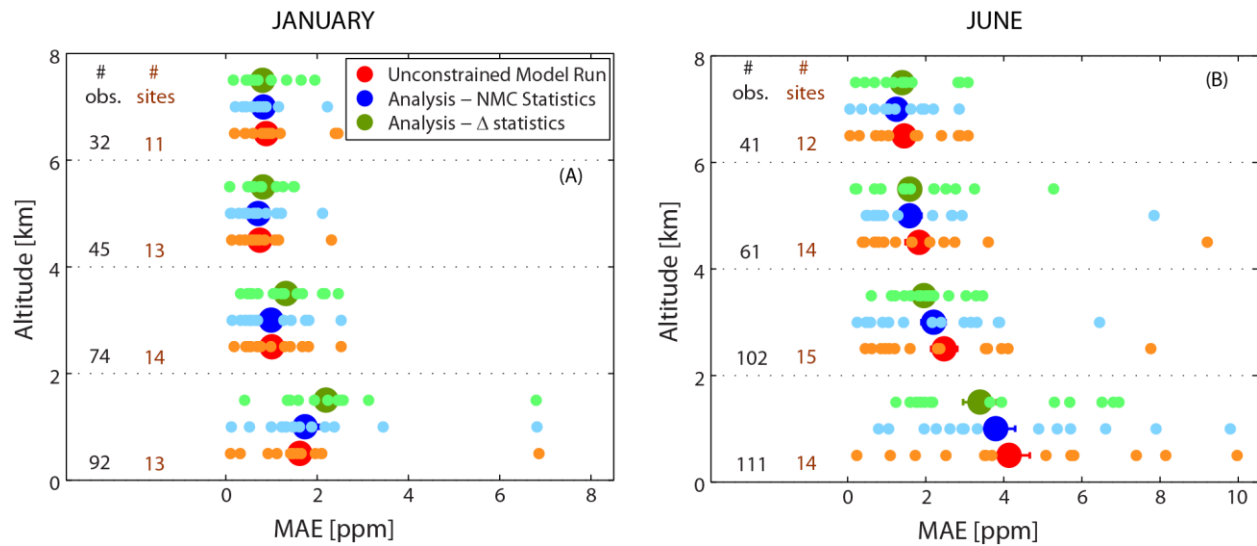 JANUARY
8
# #
obs. sites
Unconstrained Model Run
Analysis – NMC Statistics
Analysis – Δ statistics
32 11
6
(A)
45 13
4
Altitude [km]
74 14
2
92 13
0
0 2 4 6 8
MAE [ppm]
JUNE
8
# #
obs. sites
(B)
41 12
6
61 14
4
Altitude [km]
102 15
2
111 14
0
0 2 4 6 8 10
MAE [ppm]